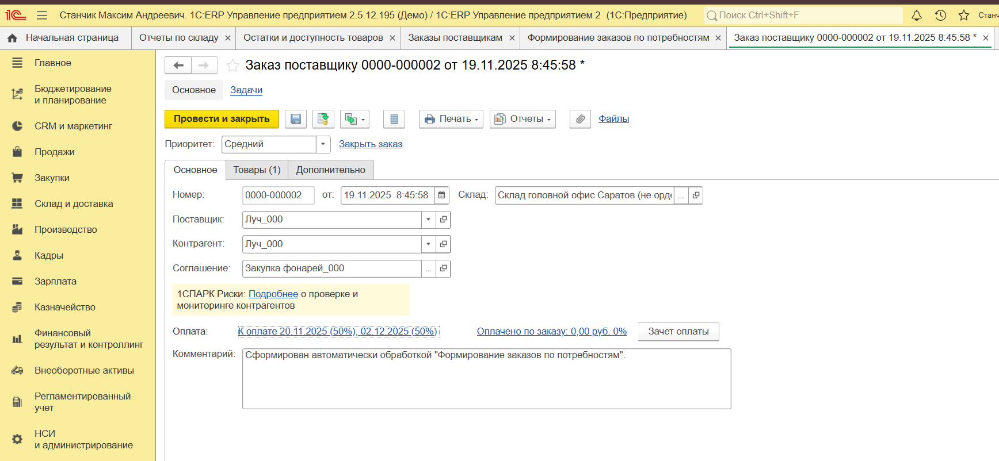 1С Станчик Максим Андреевич. 1С:ERP Управление предприятием 2.5.12.195 (Демо) / 1С:ERP Управление предприятием 2 (1С:Предприятие) Поиск Ctrl+Shift+F Станч
Начальная страница Отчеты по складу × Остатки и доступность товаров × Заказы поставщикам × Формирование заказов по потребностям × Заказ поставщику 0000-000002 от 19.11.2025 8:45:58 * ×
Главное
Бюджетирование
и планирование
CRM и маркетинг
Продажи
Закупки
Склад и доставка
Производство
Кадры
Зарплата
Казначейство
Финансовый
результат и контроллинг
Внеоборотные активы
Регламентированный
учет
НСИ
и администрирование
Заказ поставщику 0000-000002 от 19.11.2025 8:45:58 *
Основное Задачи
Провести и закрыть Печать Отчеты Файлы
Приоритет: Средний Закрыть заказ
Основное Товары (1) Дополнительно
Номер: 0000-000002 от: 19.11.2025 8:45:58 Склад: Склад головной офис Саратов (не орде ...
Поставщик: Луч_000
Контрагент: Луч_000
Соглашение: Закупка фонарей_000 ...
1СПАРК Риски: Подробнее о проверке и
мониторинге контрагентов
Оплата: К оплате 20.11.2025 (50%), 02.12.2025 (50%) Оплачено по заказу: 0,00 руб. 0% Зачет оплаты
Комментарий: Сформирован автоматически обработкой "Формирование заказов по потребностям".